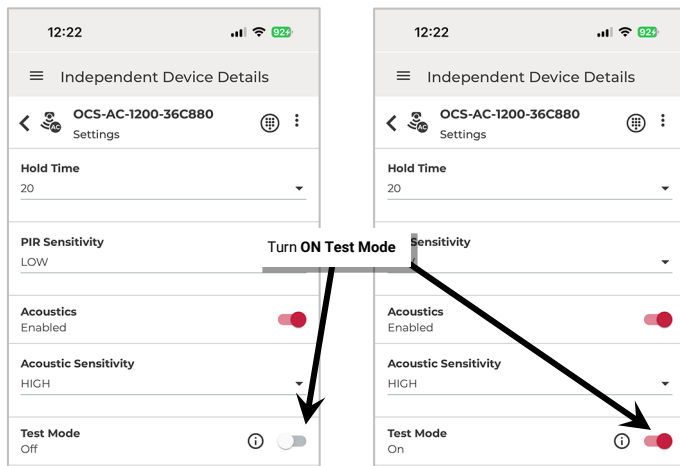 12:22
92
Independent Device Details
OCS-AC-1200-36C880
AC
Settings
Hold Time
20
PIR Sensitivity
LOW
Acoustics
Enabled
Acoustic Sensitivity
HIGH
Test Mode
Off
Turn ON Test Mode
12:22
92
Independent Device Details
OCS-AC-1200-36C880
AC
Settings
Hold Time
20
Sensitivity
Acoustics
Enabled
Acoustic Sensitivity
HIGH
Test Mode
On